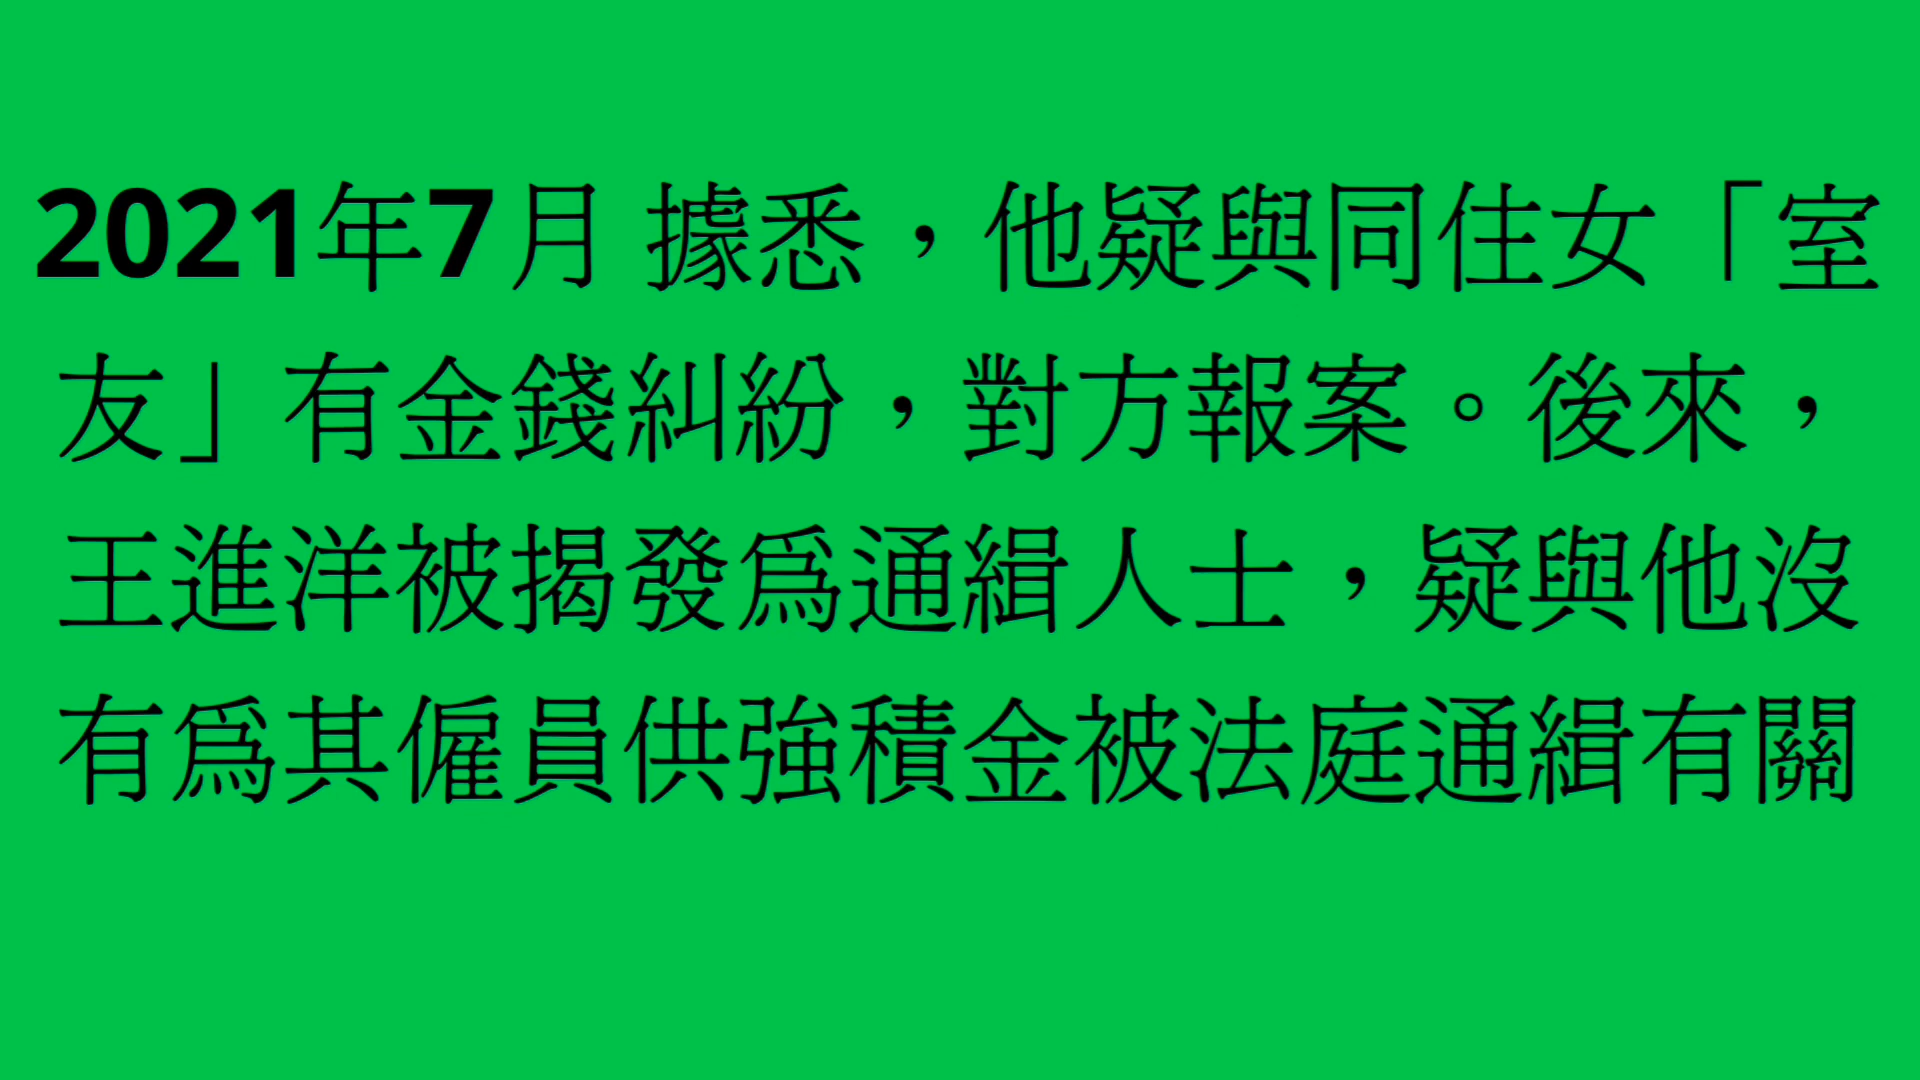 2021年7月 據悉，他疑與同住女「室
友」有金錢糾紛，對方報案。後來，
王進洋被揭發爲通緝人士，疑與他沒
有爲其僱員供強積金被法庭通緝有關